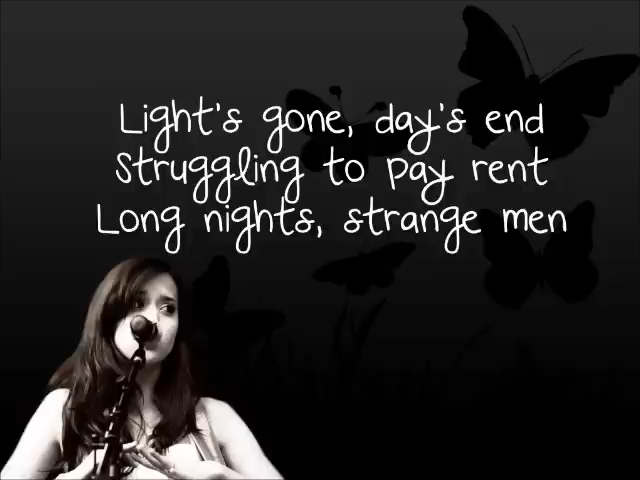 Light's gone, day's end
Struggling to pay rent
Long nights, strange men